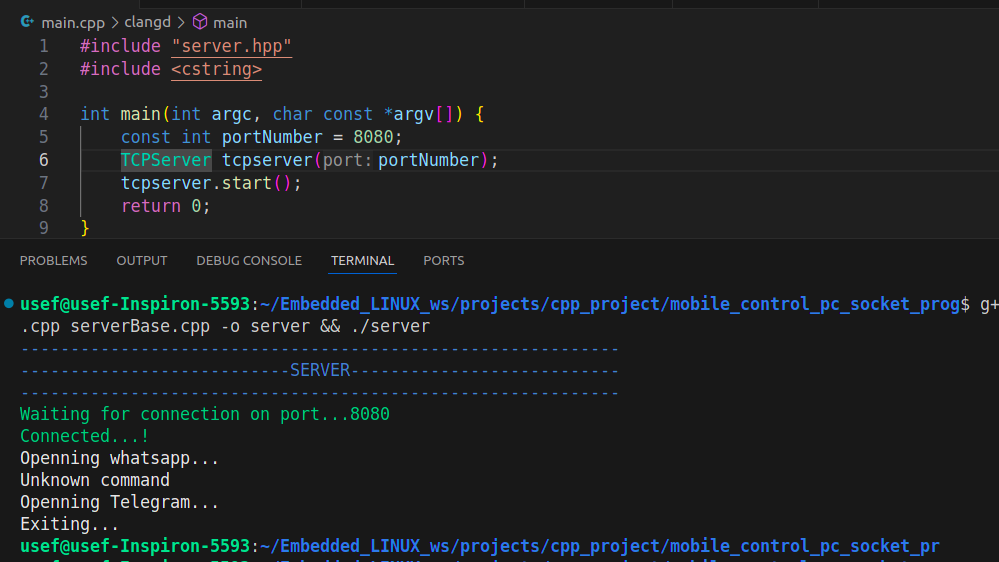 main.cpp > clangd > main
1 #include "server.hpp"
2 #include <cstring>
3
4 int main(int argc, char const *argv[]) {
5 const int portNumber = 8080;
6 TCPServer tcpserver(port: portNumber);
7 tcpserver.start();
8 return 0;
9 }
PROBLEMS OUTPUT DEBUG CONSOLE TERMINAL PORTS
usef@usef-Inspiron-5593:~/Embedded_LINUX_ws/projects/cpp_project/mobile_control_pc_socket_prog$ g+
.cpp serverBase.cpp -o server && ./server
------------------------------------------------------------
---------------------------SERVER---------------------------
------------------------------------------------------------
Waiting for connection on port...8080
Connected...!
Openning whatsapp...
Unknown command
Openning Telegram...
Exiting...
usef@usef-Inspiron-5593:~/Embedded_LINUX_ws/projects/cpp_project/mobile_control_pc_socket_pr